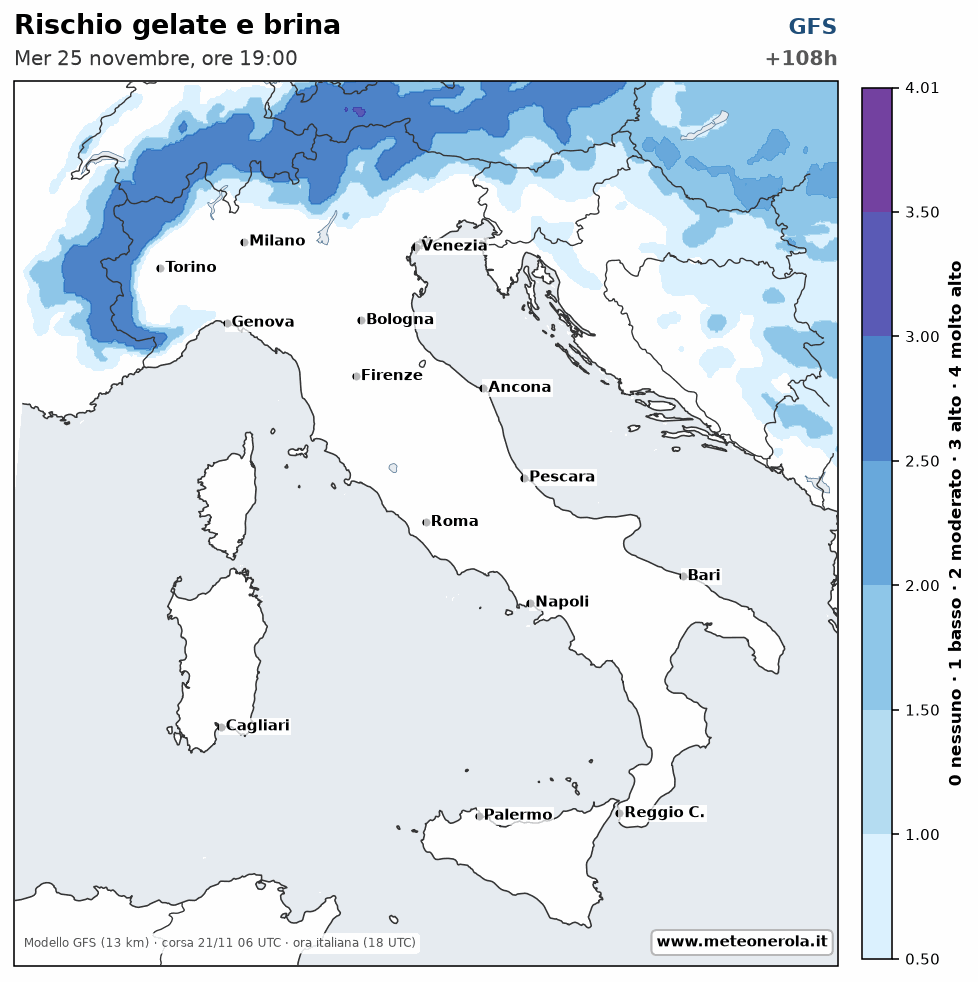 Rischio gelate e brina
GFS
Mer 25 novembre, ore 19:00
+108h
4.01
3.50
3.00
2.50
2.00
1.50
1.00
0.50
0 nessuno · 1 basso · 2 moderato · 3 alto · 4 molto alto
Milano
Venezia
Torino
Bologna
Genova
Firenze
Ancona
Pescara
Roma
Bari
Napoli
Cagliari
Palermo
Reggio C.
Modello GFS (13 km) · corsa 21/11 06 UTC · ora italiana (18 UTC)
www.meteonerola.it